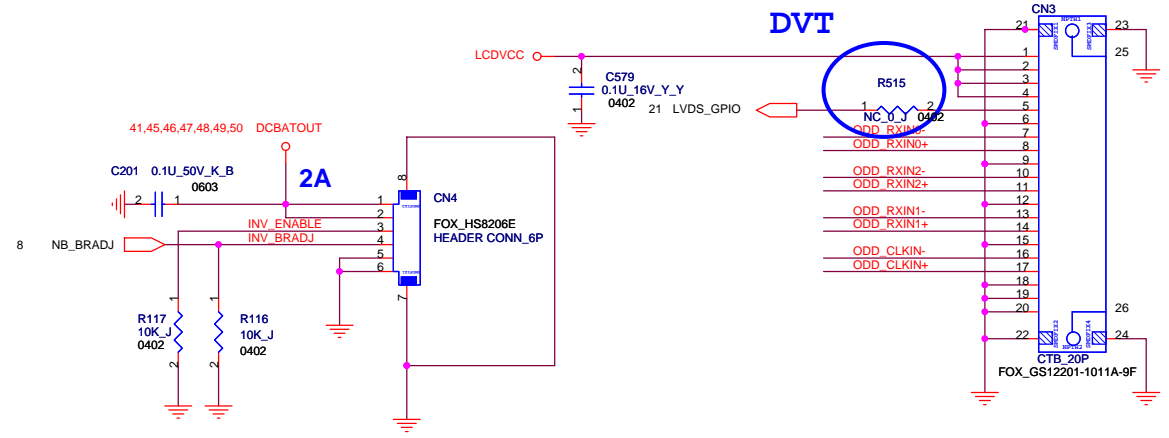 DVT
CN3
21
SMDFIX1
NPTH1
23
25
LCDVCC
1
2
3
4
5
6
7
8
9
10
11
12
13
14
15
16
17
18
19
20
2
C579
0.1U_16V_Y_Y
0402
1
R515
21 LVDS_GPIO
1
2
NC_0_J 0402
ODD_RXIN0-
ODD_RXIN0+
ODD_RXIN2-
ODD_RXIN2+
ODD_RXIN1-
ODD_RXIN1+
ODD_CLKIN-
ODD_CLKIN+
22
SMDFIX2
NPTH2
SMDFIX4
26
24
CTB_20P
FOX_GS12201-1011A-9F
41,45,46,47,48,49,50 DCBATOUT
C201 0.1U_50V_K_B
0603
2
1
2A
8
CN4
1
2
3
4
5
6
FOX_HS8206E
HEADER CONN_6P
INV_ENABLE
INV_BRADJ
8 NB_BRADJ
7
1
R117
10K_J
0402
2
1
R116
10K_J
0402
2